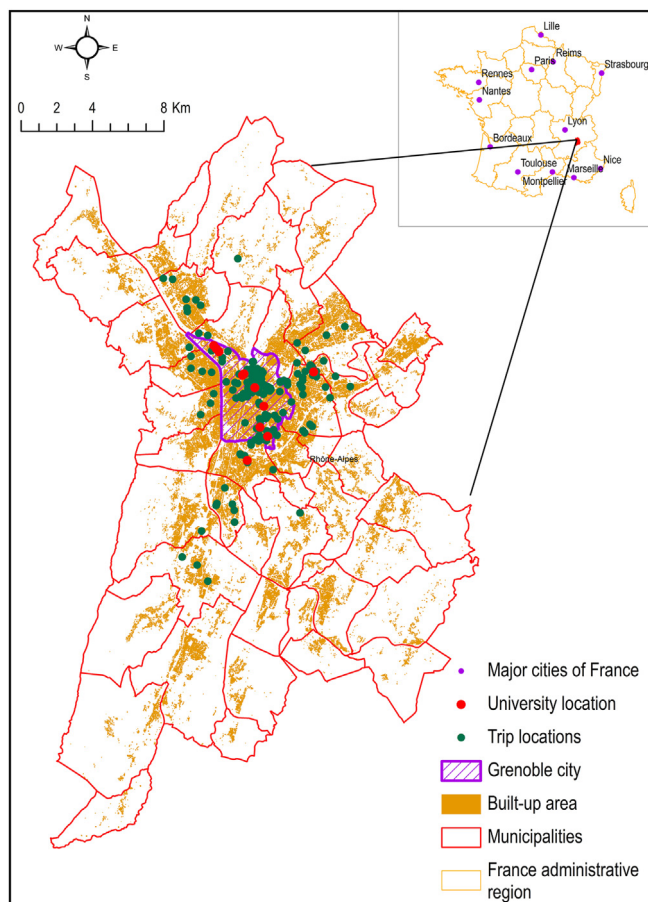 N
W E
S
0 2 4 8 Km
Lille
Reims
Paris
Strasbourg
Rennes
Nantes
Lyon
Bordeaux
Nice
Toulouse
Marseille
Montpellier
Rhône-Alpes
Major cities of France
University location
Trip locations
Grenoble city
Built-up area
Municipalities
France administrative
region